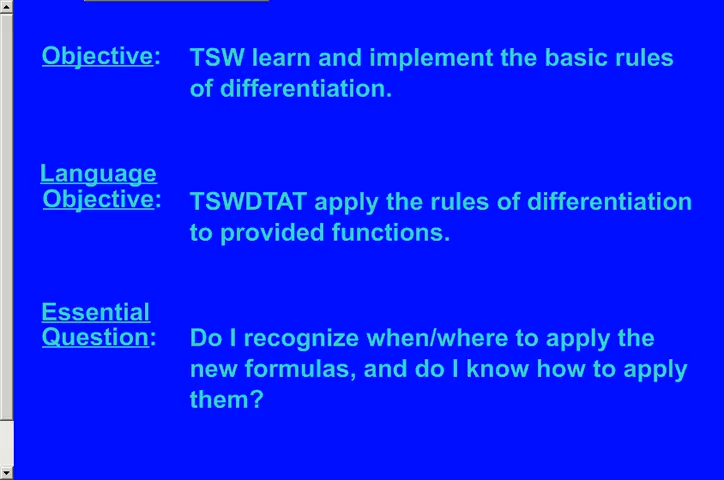 Objective: TSW learn and implement the basic rules
of differentiation.
Language
Objective: TSWDTAT apply the rules of differentiation
to provided functions.
Essential
Question: Do I recognize when/where to apply the
new formulas, and do I know how to apply
them?